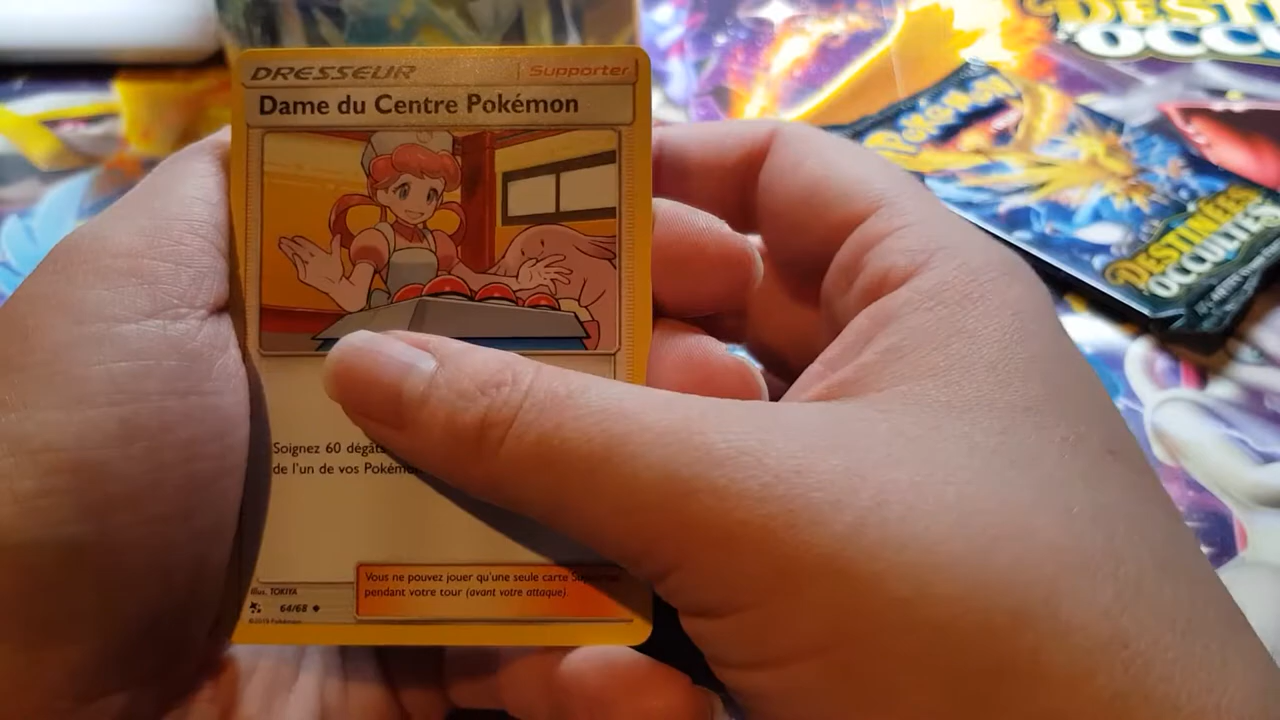 DRESSEUR
Supporter
Dame du Centre Pokémon
Soignez 60 dégâts
de l'un de vos
Vous ne pouvez jouer qu'une seule carte
pendant votre tour (avant votre attaque).
Illus. TOKIYA
64/68
POKÉMON
DESTINÉES
OCCULTES